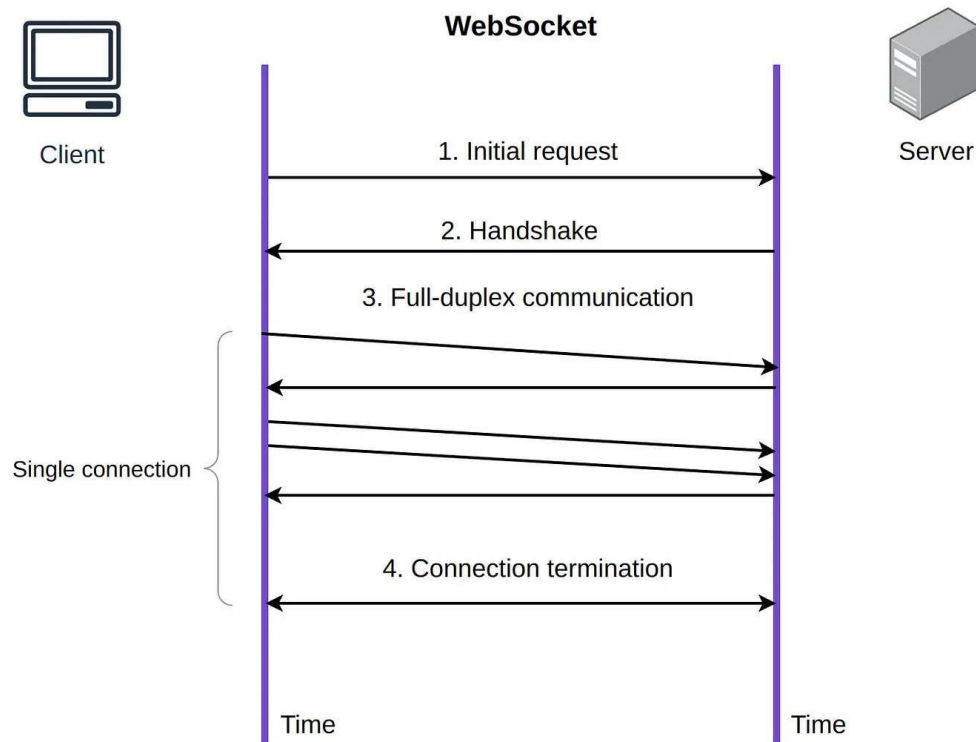 WebSocket
Client
Server
1. Initial request
2. Handshake
3. Full-duplex communication
Single connection
4. Connection termination
Time
Time